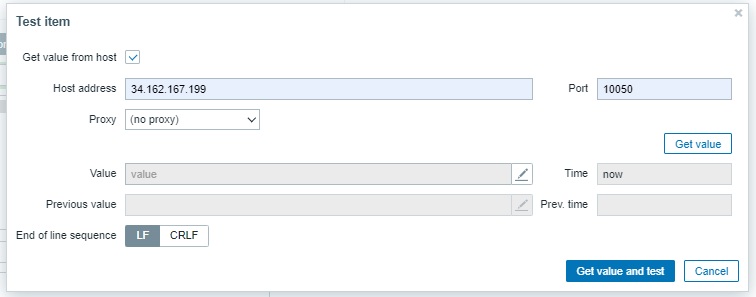 Test item
Get value from host
Host address 34.162.167.199 Port 10050
Proxy (no proxy)
Get value
Value value Time now
Previous value Prev. time
End of line sequence LF CRLF
Get value and test Cancel